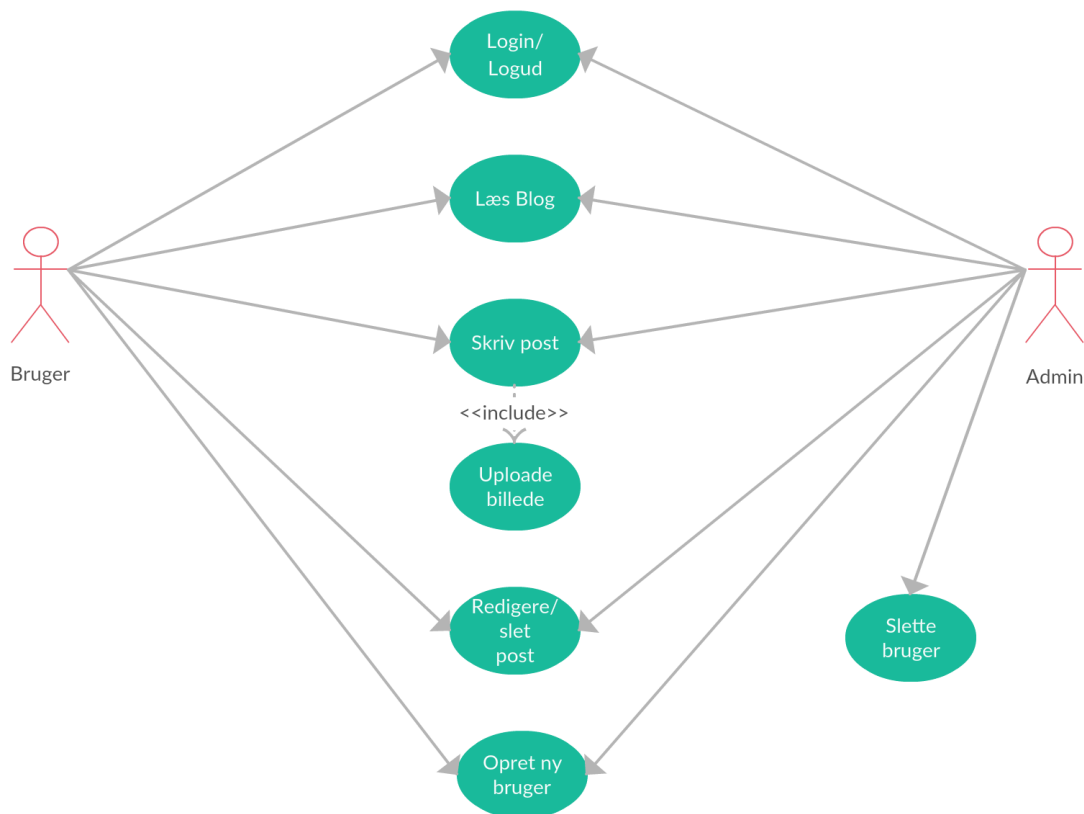 Login/
Logud
Læs Blog
Skriv post
Bruger
Admin
<<include>>
Uploade
billede
Redigere/
slet
post
Slette
bruger
Opret ny
bruger